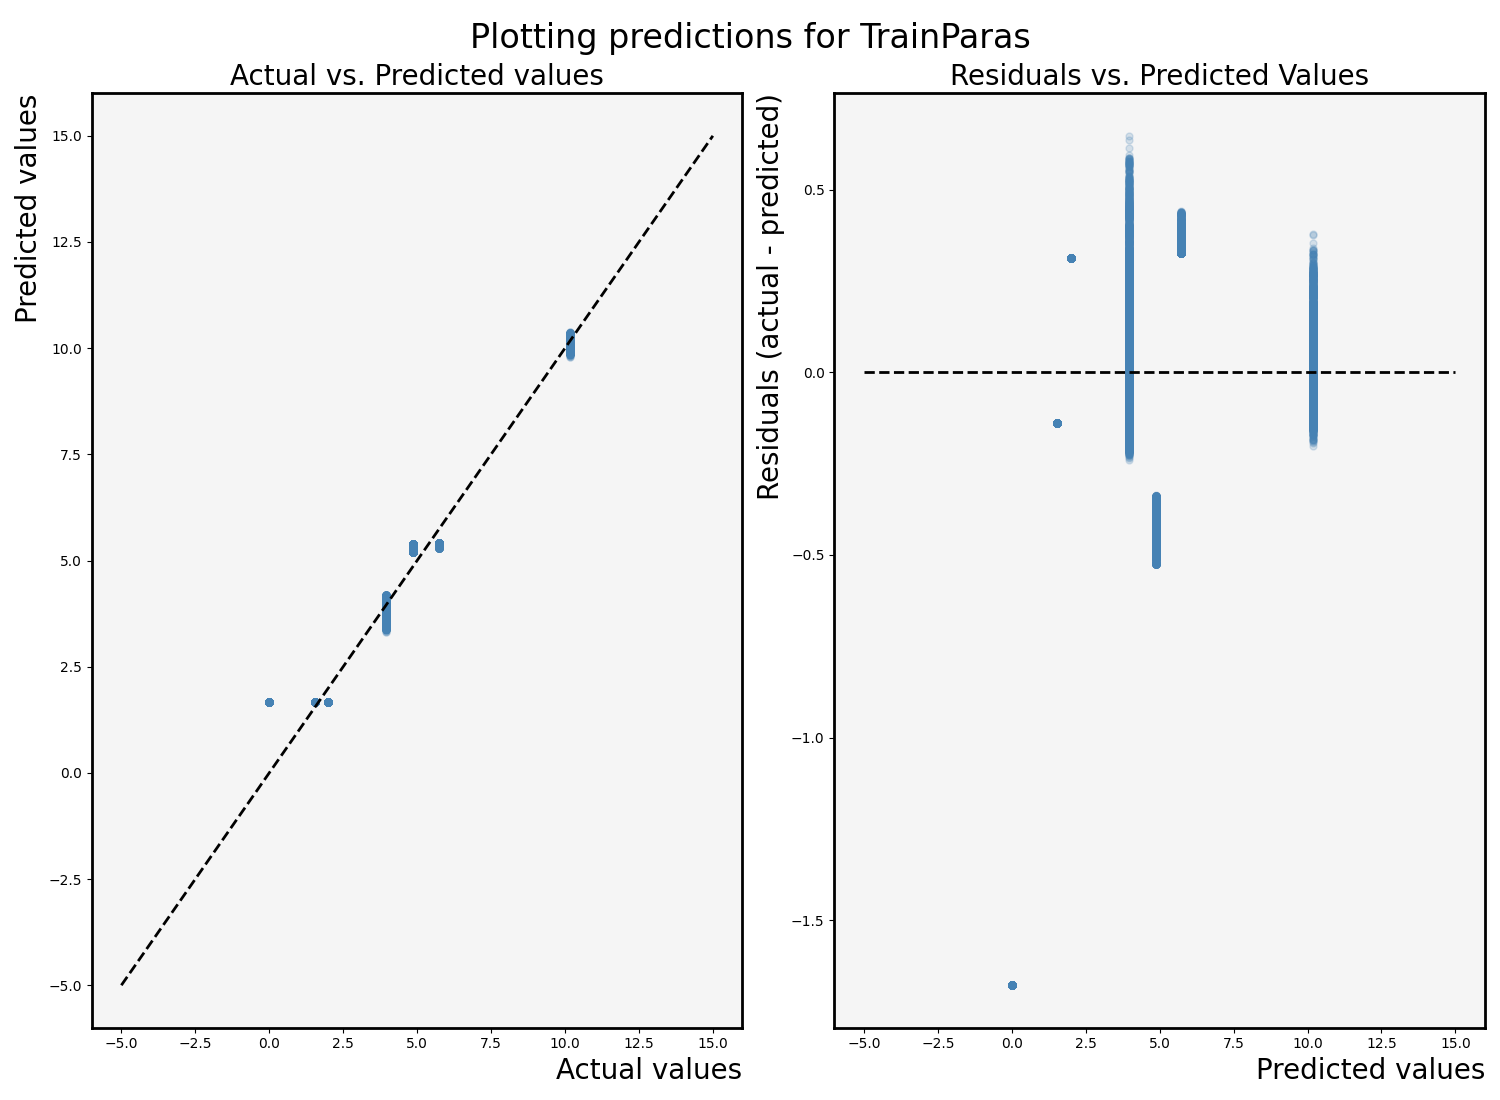 Plotting predictions for TrainParas
Actual vs. Predicted values
Predicted values
15.0
12.5
10.0
7.5
5.0
2.5
0.0
−2.5
−5.0
−5.0 −2.5 0.0 2.5 5.0 7.5 10.0 12.5 15.0
Actual values
Residuals vs. Predicted Values
Residuals (actual - predicted)
0.5
0.0
−0.5
−1.0
−1.5
−5.0 −2.5 0.0 2.5 5.0 7.5 10.0 12.5 15.0
Predicted values